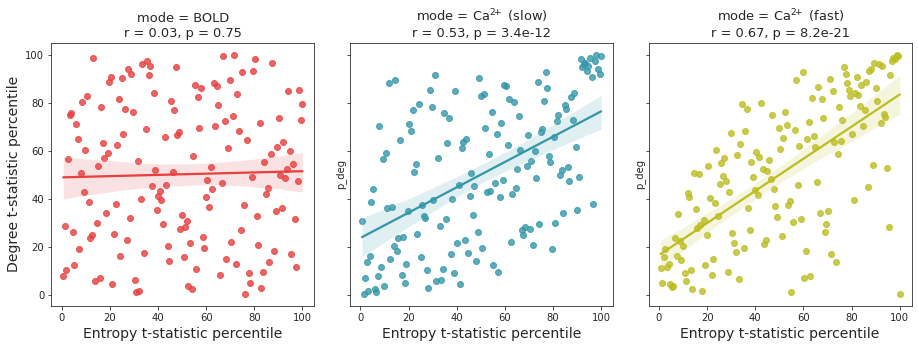 mode = BOLD
r = 0.03, p = 0.75
mode = Ca²⁺ (slow)
r = 0.53, p = 3.4e-12
mode = Ca²⁺ (fast)
r = 0.67, p = 8.2e-21
Degree t-statistic percentile
100
80
60
40
20
0
p_deg
p_deg
0 20 40 60 80 100
0 20 40 60 80 100
0 20 40 60 80 100
Entropy t-statistic percentile
Entropy t-statistic percentile
Entropy t-statistic percentile